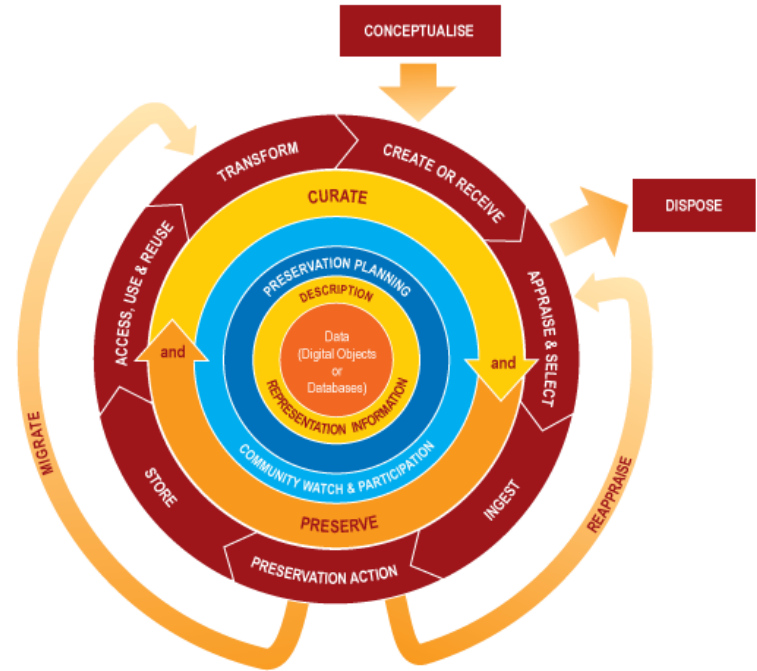 CONCEPTUALISE
CREATE OR RECEIVE
DISPOSE
APPRAISE & SELECT
INGEST
PRESERVATION ACTION
STORE
ACCESS, USE & REUSE
TRANSFORM
MIGRATE
REAPPRAISE
CURATE
and
PRESERVE
and
PRESERVATION PLANNING
COMMUNITY WATCH & PARTICIPATION
DESCRIPTION
REPRESENTATION INFORMATION
Data
(Digital Objects
or
Databases)